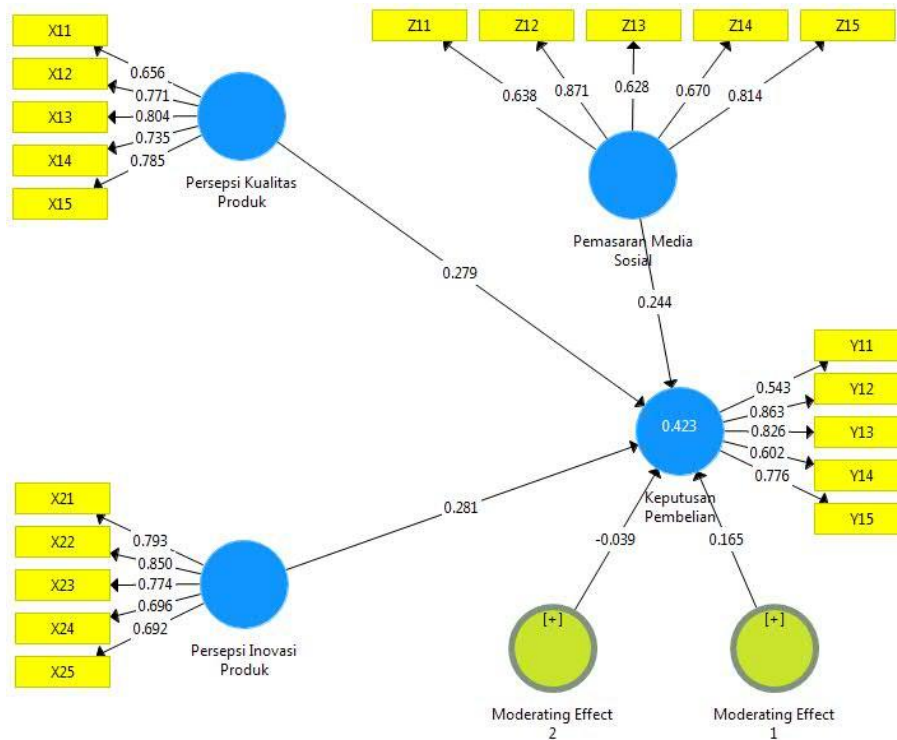 X11
X12
X13
X14
X15
0.656
0.771
0.804
0.735
0.785
Persepsi Kualitas
Produk
Z11
Z12
Z13
Z14
Z15
0.638
0.871
0.628
0.670
0.814
Pemasaran Media
Sosial
0.279
0.244
Y11
Y12
Y13
Y14
Y15
0.543
0.863
0.826
0.602
0.776
0.423
Keputusan
Pembelian
X21
X22
X23
X24
X25
0.793
0.850
0.774
0.696
0.692
Persepsi Inovasi
Produk
0.281
-0.039
0.165
[+]
Moderating Effect
2
[+]
Moderating Effect
1